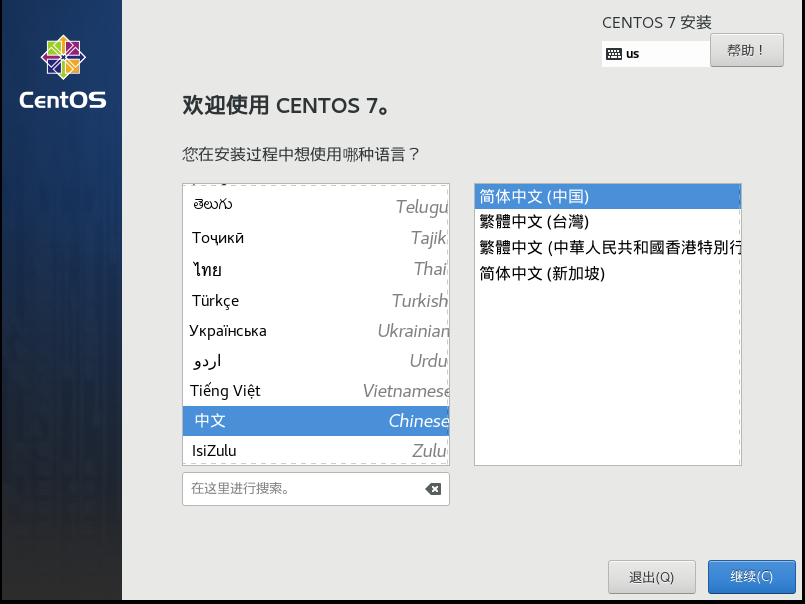 CENTOS 7 安装
us
帮助！
CentOS
欢迎使用 CENTOS 7。
您在安装过程中想使用哪种语言？
తెలుగు Telugu
Тоҷикӣ Tajik
ไทย Thai
Türkçe Turkish
Українська Ukrainian
اردو Urdu
Tiếng Việt Vietnamese
中文 Chinese
IsiZulu Zulu
简体中文 (中国)
繁體中文 (台灣)
繁體中文 (中華人民共和國香港特別行
简体中文 (新加坡)
在这里进行搜索。
退出(Q)
继续(C)